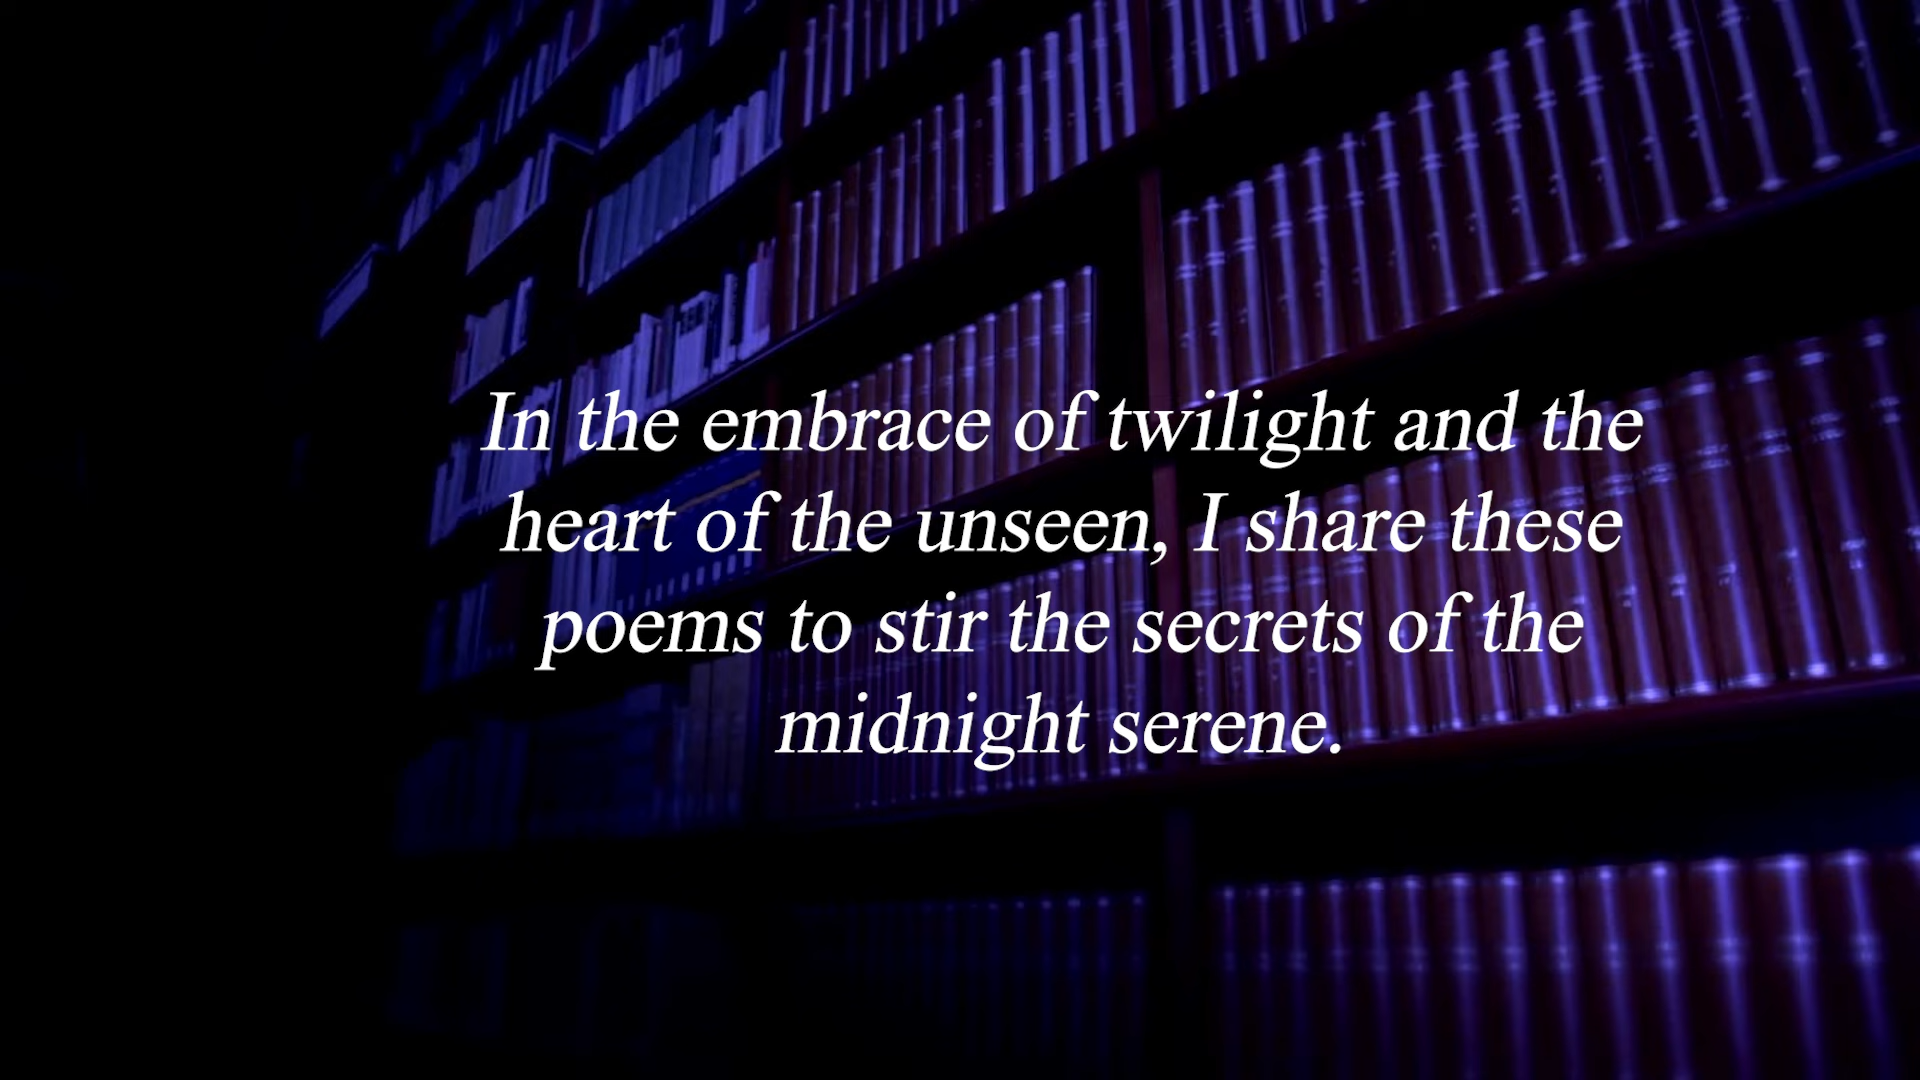 In the embrace of twilight and the
heart of the unseen, I share these
poems to stir the secrets of the
midnight serene.